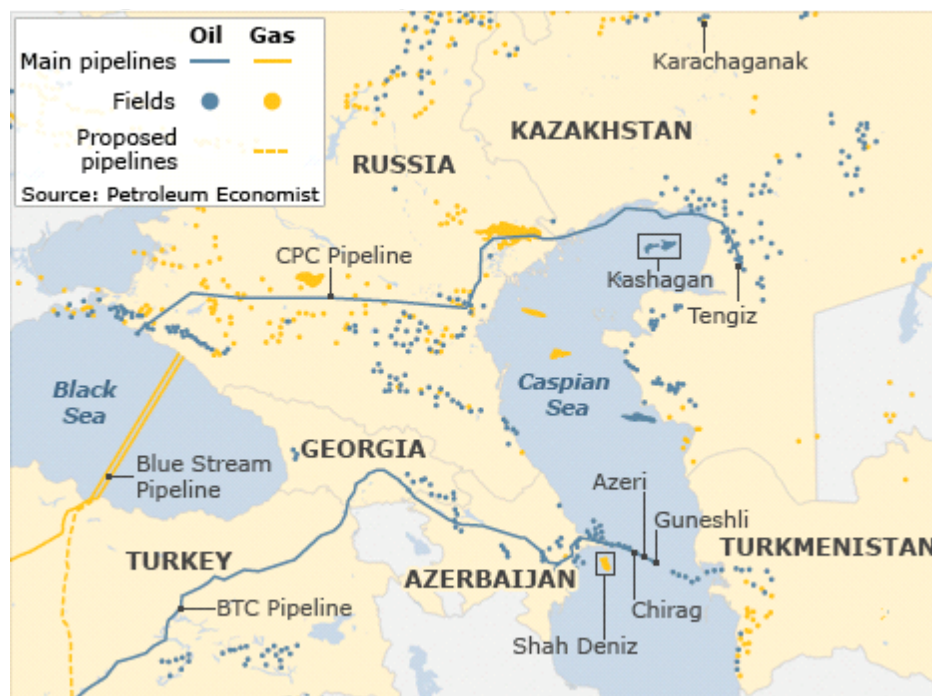 Oil Gas
Main pipelines
Fields
Proposed
pipelines
Source: Petroleum Economist
Karachaganak
KAZAKHSTAN
RUSSIA
CPC Pipeline
Kashagan
Tengiz
Black
Sea
Caspian
Sea
GEORGIA
Blue Stream
Pipeline
Azeri
Guneshli
TURKEY
TURKMENISTAN
AZERBAIJAN
BTC Pipeline
Chirag
Shah Deniz